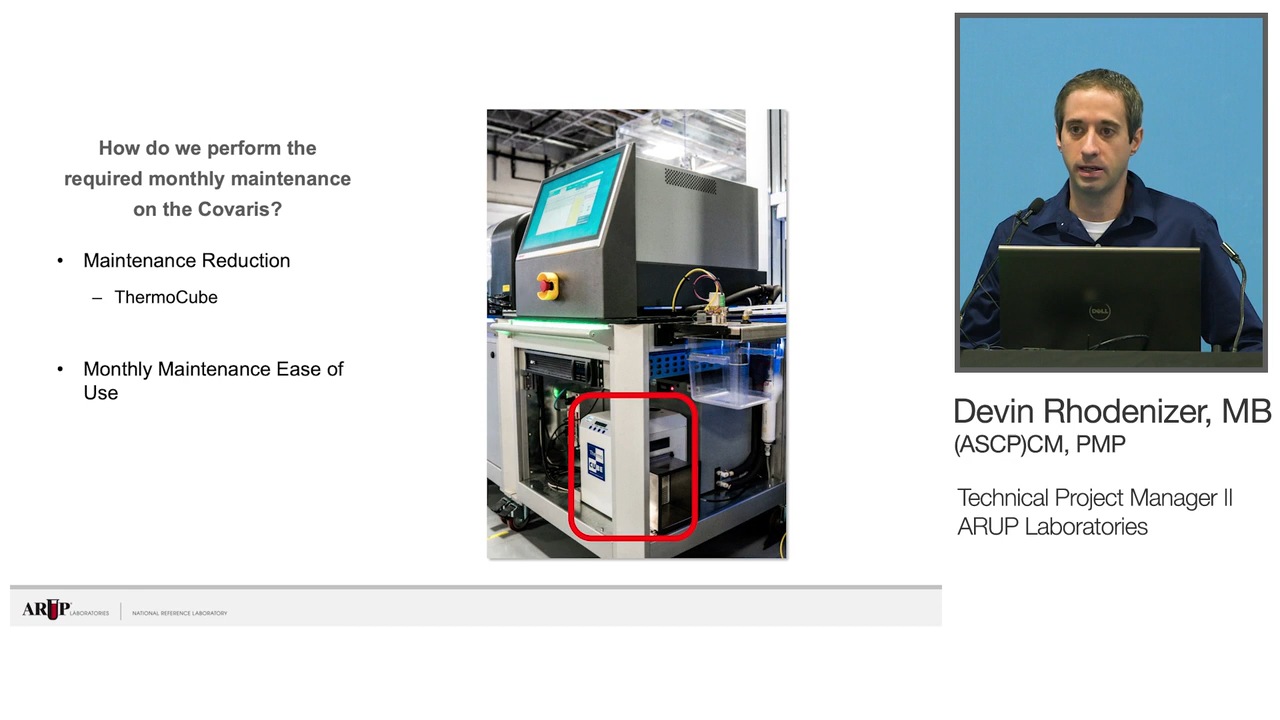 How do we perform the
required monthly maintenance
on the Covaris?
• Maintenance Reduction
– ThermoCube
• Monthly Maintenance Ease of
Use
DELL
Devin Rhodenizer, MB
(ASCP)CM, PMP
Technical Project Manager II
ARUP Laboratories
ARUP LABORATORIES | NATIONAL REFERENCE LABORATORY